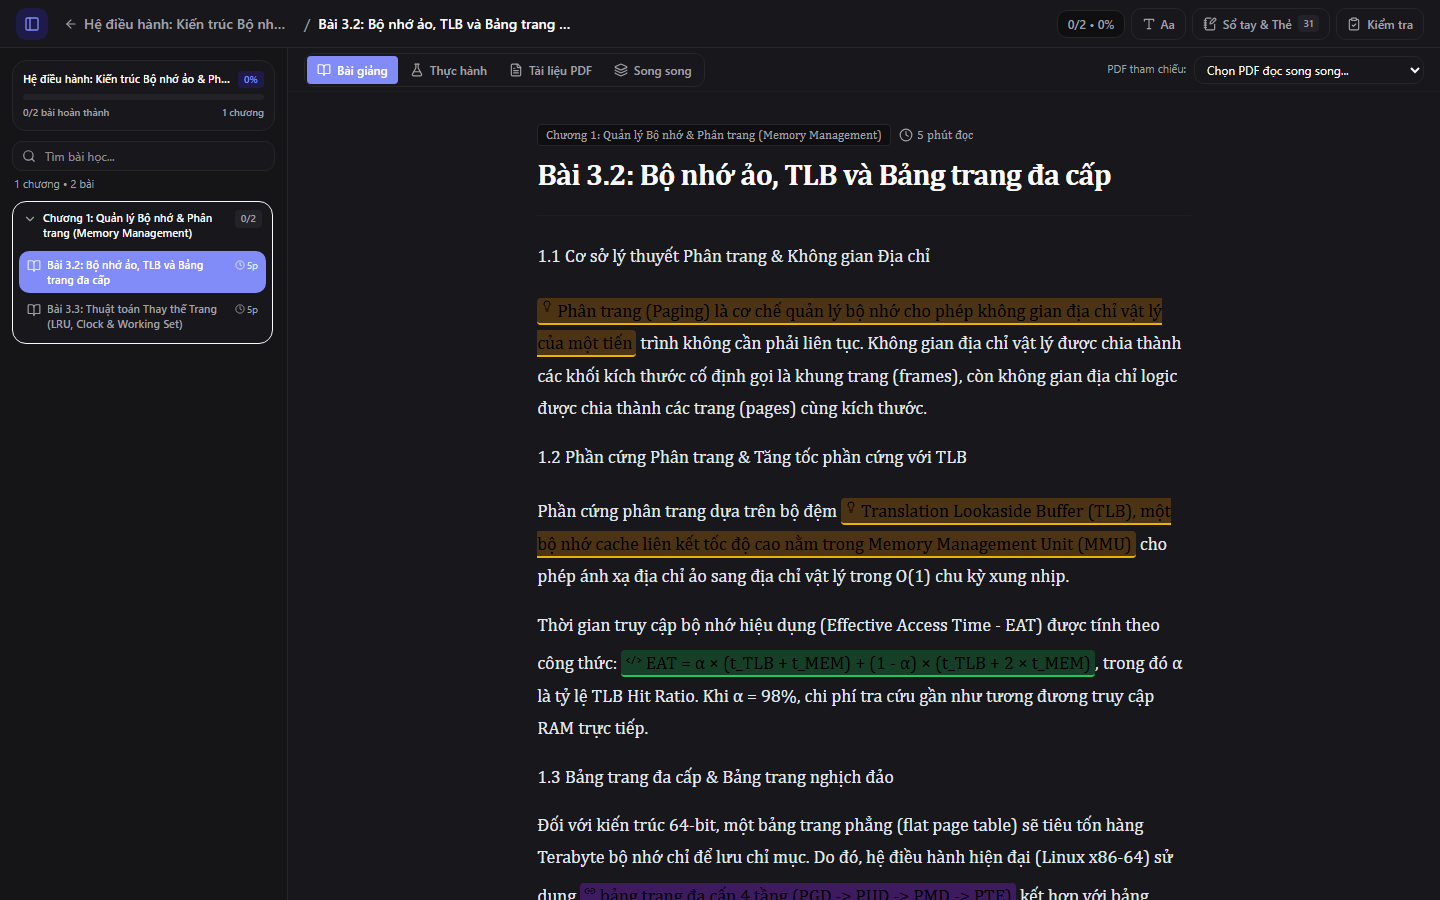 Hệ điều hành: Kiến trúc Bộ nh... / Bài 3.2: Bộ nhớ ảo, TLB và Bảng trang ...
0/2 • 0%
Aa
Sổ tay & Thẻ 31
Kiểm tra
Hệ điều hành: Kiến trúc Bộ nhớ ảo & Ph... 0%
0/2 bài hoàn thành 1 chương
Tìm bài học...
1 chương • 2 bài
Chương 1: Quản lý Bộ nhớ & Phân 0/2
trang (Memory Management)
Bài 3.2: Bộ nhớ ảo, TLB và Bảng 5p
trang đa cấp
Bài 3.3: Thuật toán Thay thế Trang 5p
(LRU, Clock & Working Set)
Bài giảng
Thực hành
Tài liệu PDF
Song song
PDF tham chiếu: Chọn PDF đọc song song...
Chương 1: Quản lý Bộ nhớ & Phân trang (Memory Management) 5 phút đọc
Bài 3.2: Bộ nhớ ảo, TLB và Bảng trang đa cấp
1.1 Cơ sở lý thuyết Phân trang & Không gian Địa chỉ
Phân trang (Paging) là cơ chế quản lý bộ nhớ cho phép không gian địa chỉ vật lý
của một tiến trình không cần phải liên tục. Không gian địa chỉ vật lý được chia thành
các khối kích thước cố định gọi là khung trang (frames), còn không gian địa chỉ logic
được chia thành các trang (pages) cùng kích thước.
1.2 Phần cứng Phân trang & Tăng tốc phần cứng với TLB
Phần cứng phân trang dựa trên bộ đệm Translation Lookaside Buffer (TLB), một
bộ nhớ cache liên kết tốc độ cao nằm trong Memory Management Unit (MMU) cho
phép ánh xạ địa chỉ ảo sang địa chỉ vật lý trong O(1) chu kỳ xung nhịp.
Thời gian truy cập bộ nhớ hiệu dụng (Effective Access Time - EAT) được tính theo
công thức: EAT = α × (t_TLB + t_MEM) + (1 - α) × (t_TLB + 2 × t_MEM), trong đó α
là tỷ lệ TLB Hit Ratio. Khi α = 98%, chi phí tra cứu gần như tương đương truy cập
RAM trực tiếp.
1.3 Bảng trang đa cấp & Bảng trang nghịch đảo
Đối với kiến trúc 64-bit, một bảng trang phẳng (flat page table) sẽ tiêu tốn hàng
Terabyte bộ nhớ chỉ để lưu chỉ mục. Do đó, hệ điều hành hiện đại (Linux x86-64) sử
dụng bảng trang đa cấp 4 tầng (PGD -> PUD -> PMD -> PTE) kết hợp với bảng